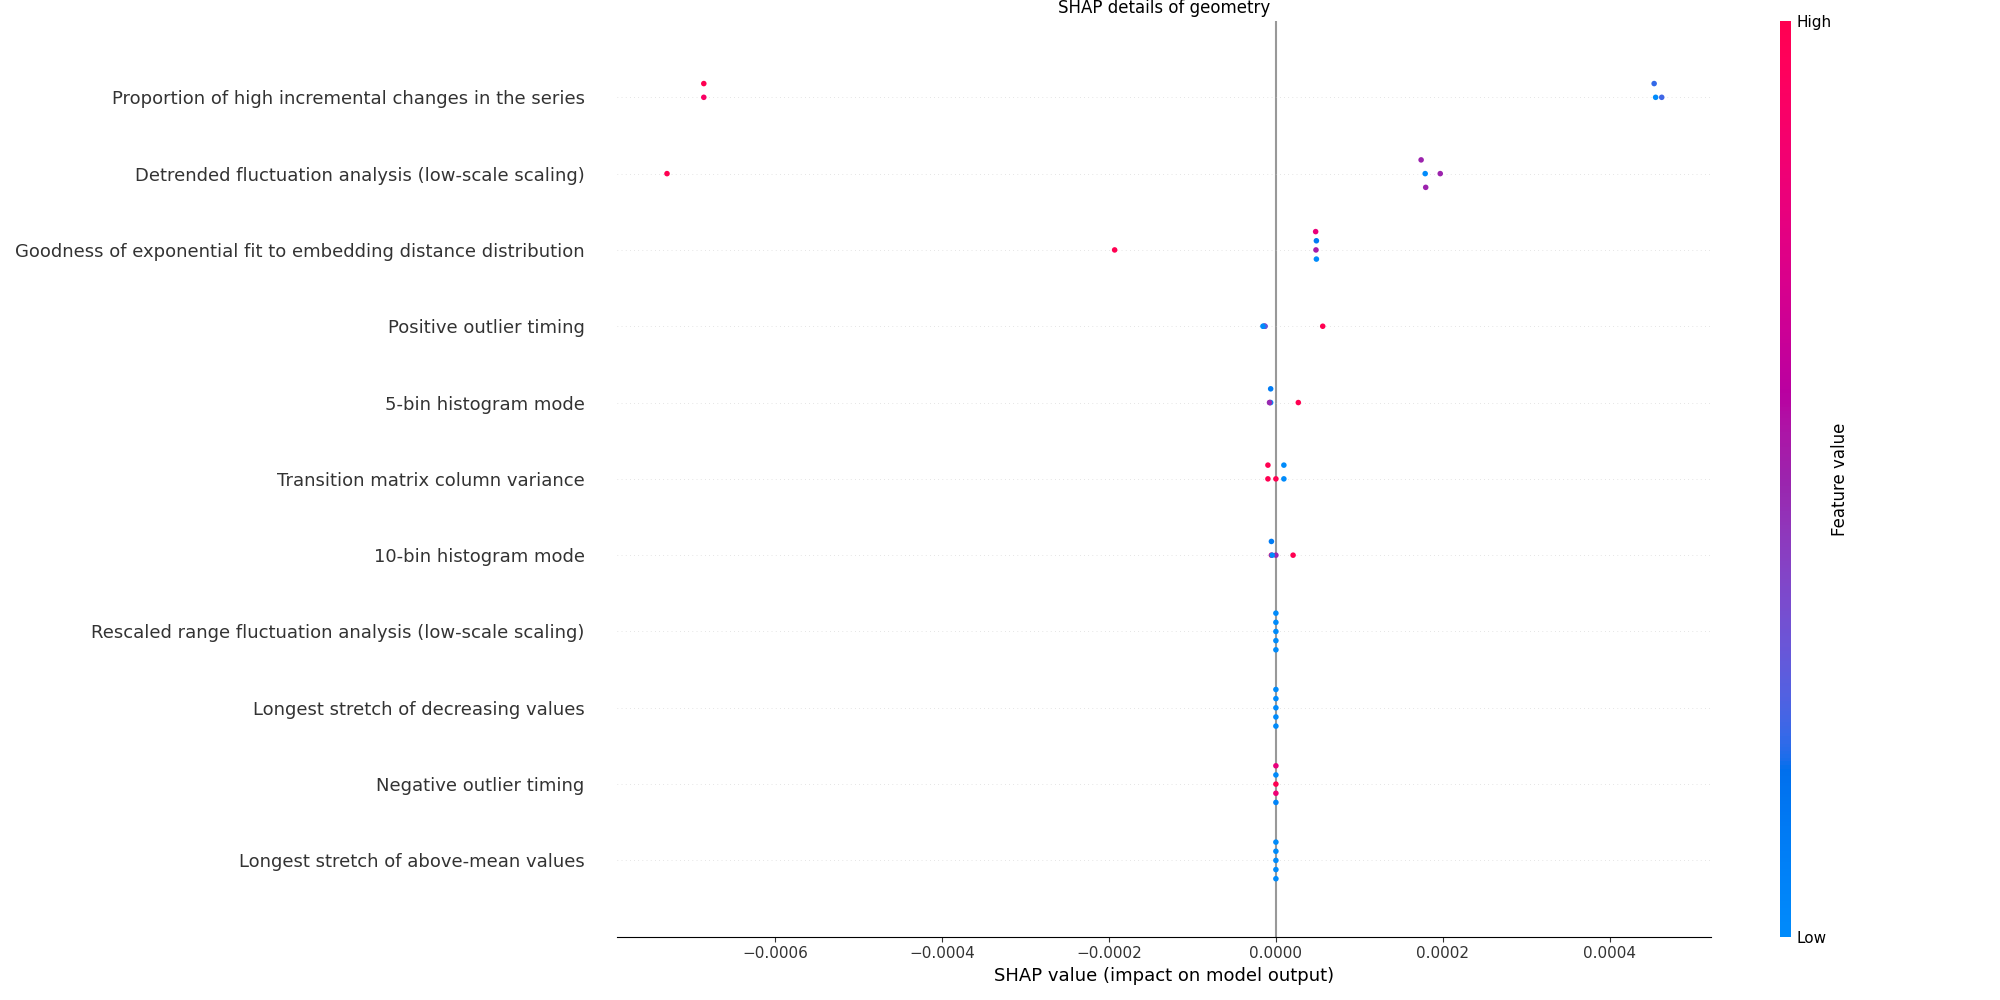 SHAP details of geometry
High
Proportion of high incremental changes in the series
Detrended fluctuation analysis (low-scale scaling)
Goodness of exponential fit to embedding distance distribution
Positive outlier timing
5-bin histogram mode
Transition matrix column variance
10-bin histogram mode
Rescaled range fluctuation analysis (low-scale scaling)
Longest stretch of decreasing values
Negative outlier timing
Longest stretch of above-mean values
Feature value
Low
−0.0006 −0.0004 −0.0002 0.0000 0.0002 0.0004
SHAP value (impact on model output)